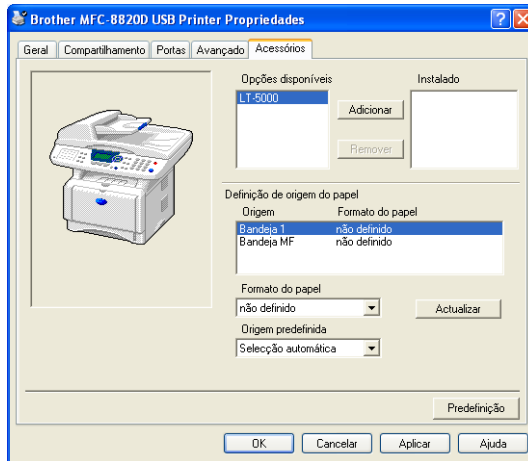 Brother MFC-8820D USB Printer Propriedades
Geral Compartilhamento Portas Avançado Acessórios
Opções disponíveis Instalado
LT-5000
Adicionar
Remover
Definição de origem do papel
Origem Formato do papel
Bandeja 1 não definido
Bandeja MF não definido
Formato do papel
não definido Actualizar
Origem predefinida
Selecção automática
Predefinição
OK Cancelar Aplicar Ajuda